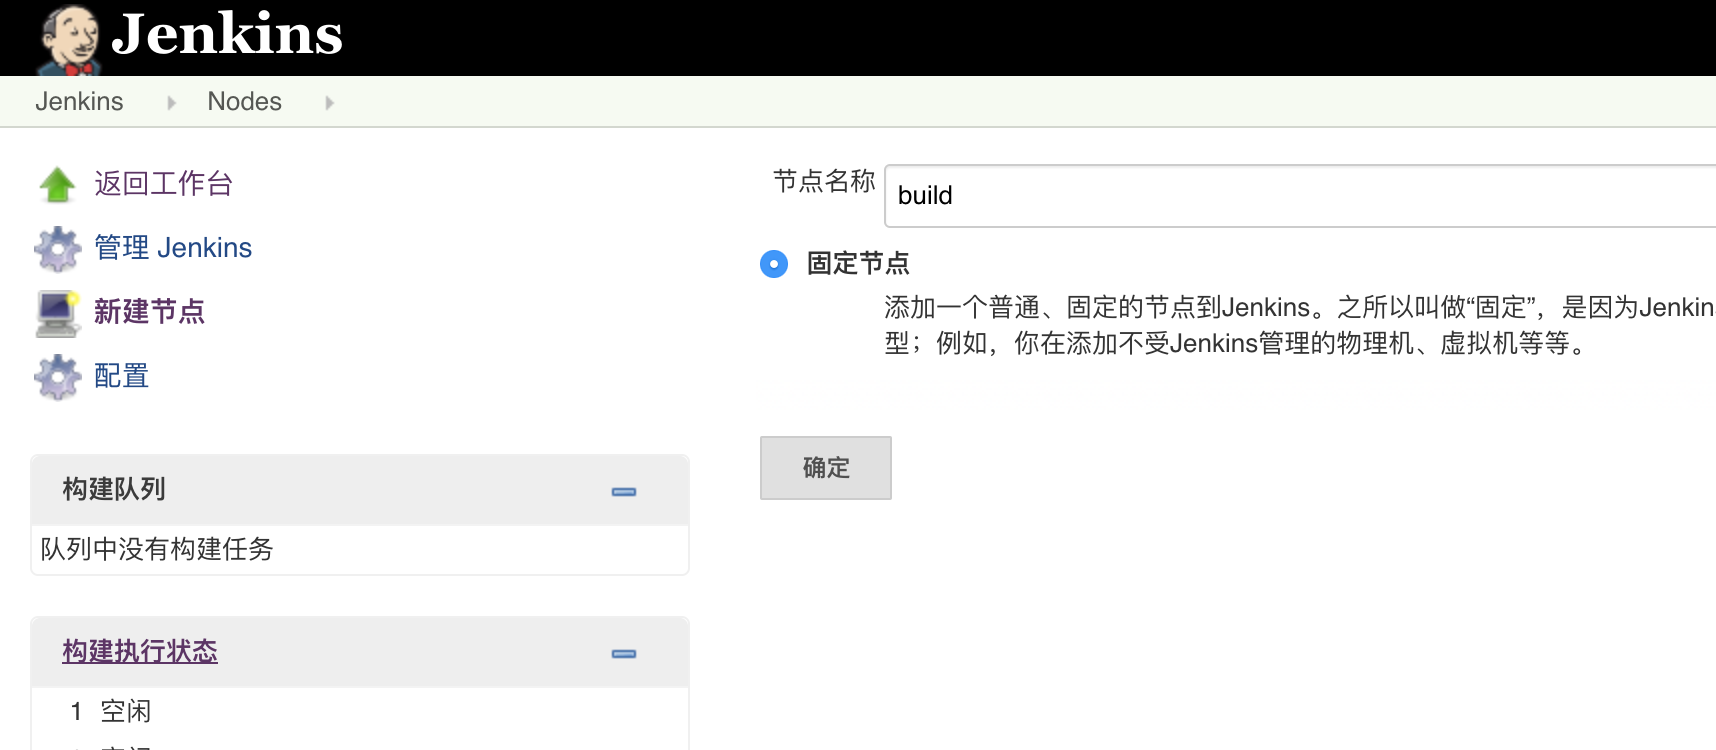 Jenkins
Jenkins
Nodes
返回工作台
管理 Jenkins
新建节点
配置
构建队列
队列中没有构建任务
构建执行状态
1 空闲
节点名称
build
固定节点
添加一个普通、固定的节点到Jenkins。之所以叫做“固定”，是因为Jenkin
型；例如，你在添加不受Jenkins管理的物理机、虚拟机等等。
确定